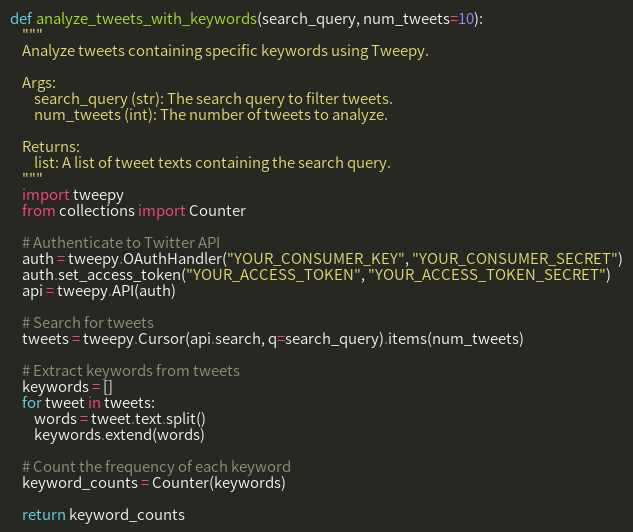 def analyze_tweets_with_keywords(search_query, num_tweets=10):
    """
    Analyze tweets containing specific keywords using Tweepy.

    Args:
        search_query (str): The search query to filter tweets.
        num_tweets (int): The number of tweets to analyze.

    Returns:
        list: A list of tweet texts containing the search query.
    """
    import tweepy
    from collections import Counter

    # Authenticate to Twitter API
    auth = tweepy.OAuthHandler("YOUR_CONSUMER_KEY", "YOUR_CONSUMER_SECRET")
    auth.set_access_token("YOUR_ACCESS_TOKEN", "YOUR_ACCESS_TOKEN_SECRET")
    api = tweepy.API(auth)

    # Search for tweets
    tweets = tweepy.Cursor(api.search, q=search_query).items(num_tweets)

    # Extract keywords from tweets
    keywords = []
    for tweet in tweets:
        words = tweet.text.split()
        keywords.extend(words)

    # Count the frequency of each keyword
    keyword_counts = Counter(keywords)

    return keyword_counts